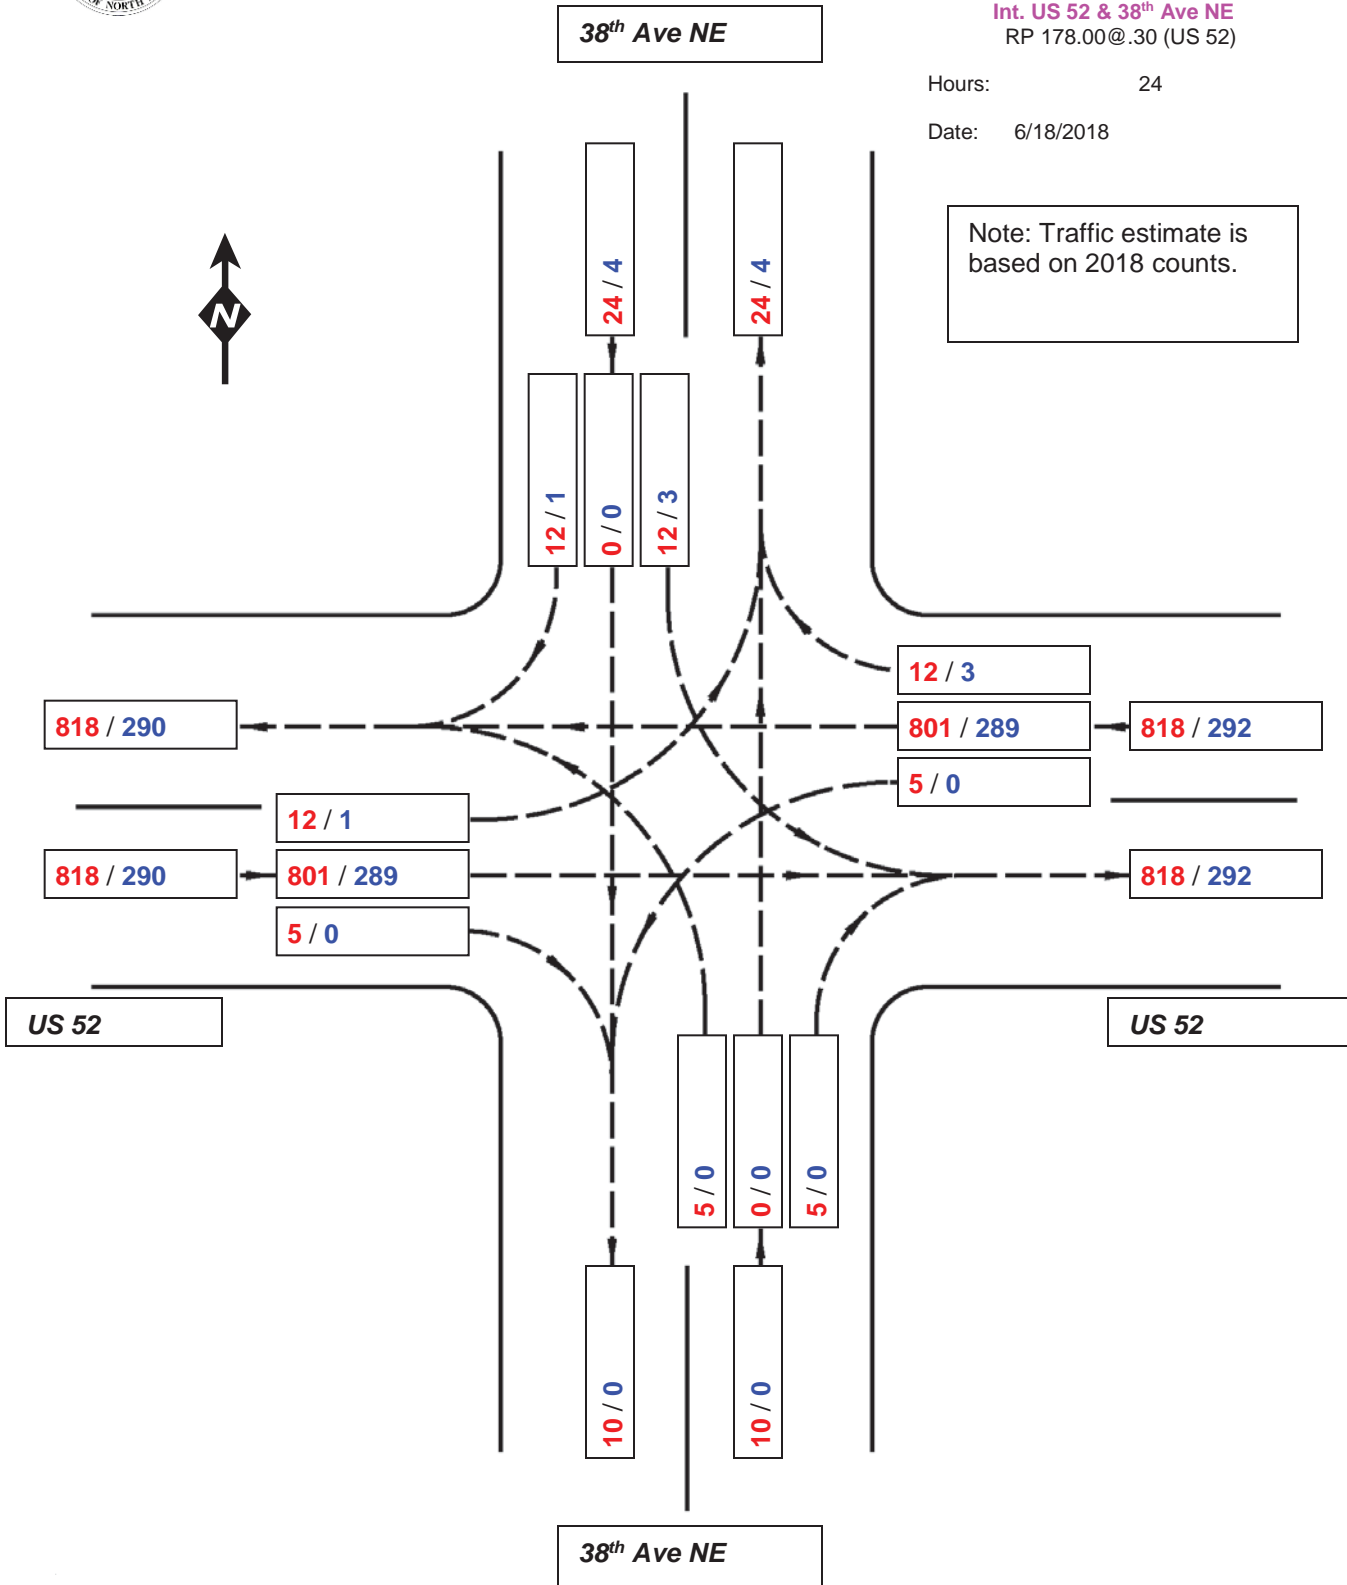 OF NORTH
38th Ave NE
Int. US 52 & 38th Ave NE
RP 178.00@.30 (US 52)
Hours: 24
Date: 6/18/2018
Note: Traffic estimate is
based on 2018 counts.
24 / 4
24 / 4
12 / 1
0 / 0
12 / 3
12 / 3
818 / 290
801 / 289
818 / 292
5 / 0
12 / 1
818 / 290
801 / 289
818 / 292
5 / 0
US 52
US 52
5 / 0
0 / 0
5 / 0
10 / 0
10 / 0
38th Ave NE